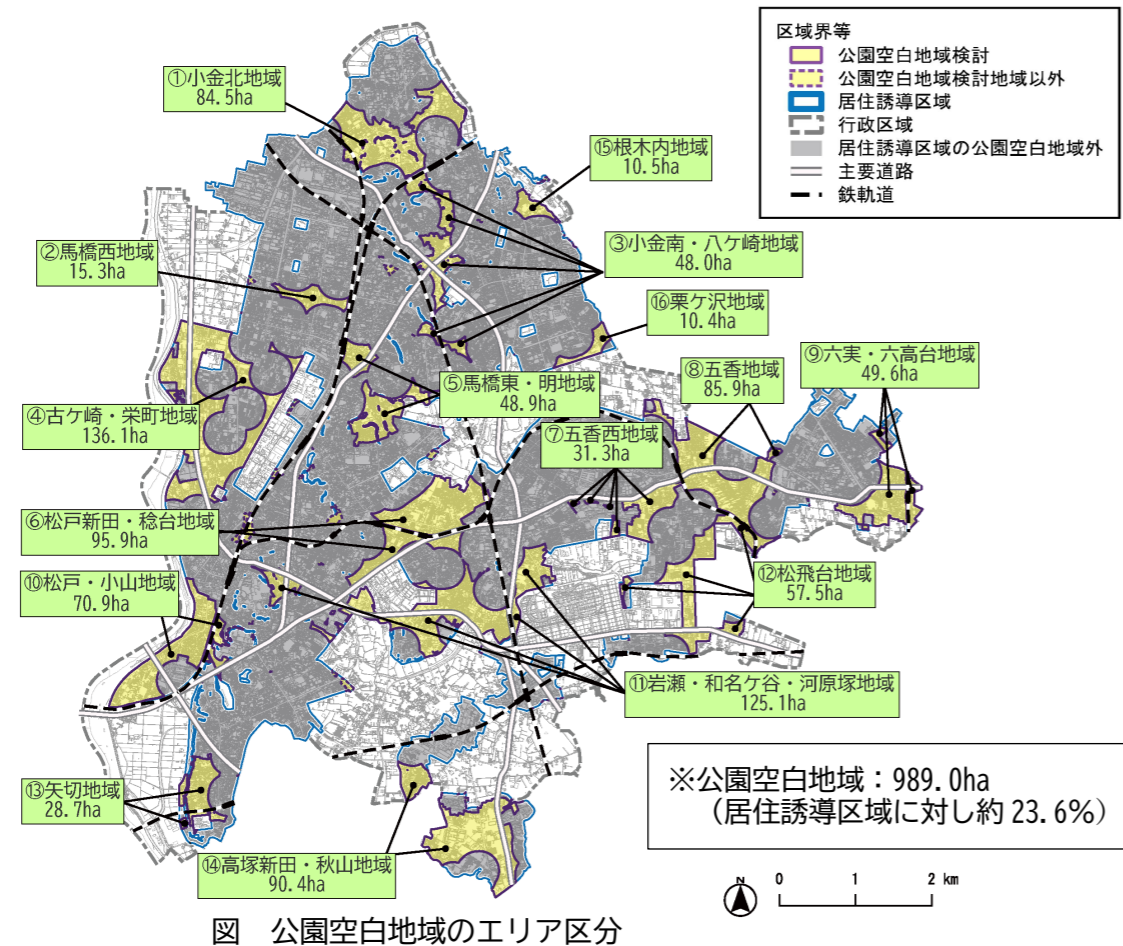 区域界等
公園空白地域検討
公園空白地域検討地域以外
居住誘導区域
行政区域
居住誘導区域の公園空白地域外
主要道路
鉄軌道
①小金北地域
84.5ha
⑮根木内地域
10.5ha
②馬橋西地域
15.3ha
③小金南・八ケ崎地域
48.0ha
⑯栗ケ沢地域
10.4ha
⑨六実・六高台地域
49.6ha
⑧五香地域
85.9ha
⑤馬橋東・明地域
48.9ha
④古ケ崎・栄町地域
136.1ha
⑦五香西地域
31.3ha
⑥松戸新田・稔台地域
95.9ha
⑩松戸・小山地域
70.9ha
⑫松飛台地域
57.5ha
⑪岩瀬・和名ケ谷・河原塚地域
125.1ha
⑬矢切地域
28.7ha
⑭高塚新田・秋山地域
90.4ha
※公園空白地域：989.0ha
（居住誘導区域に対し約 23.6%）
N 0 1 2 km
図　公園空白地域のエリア区分